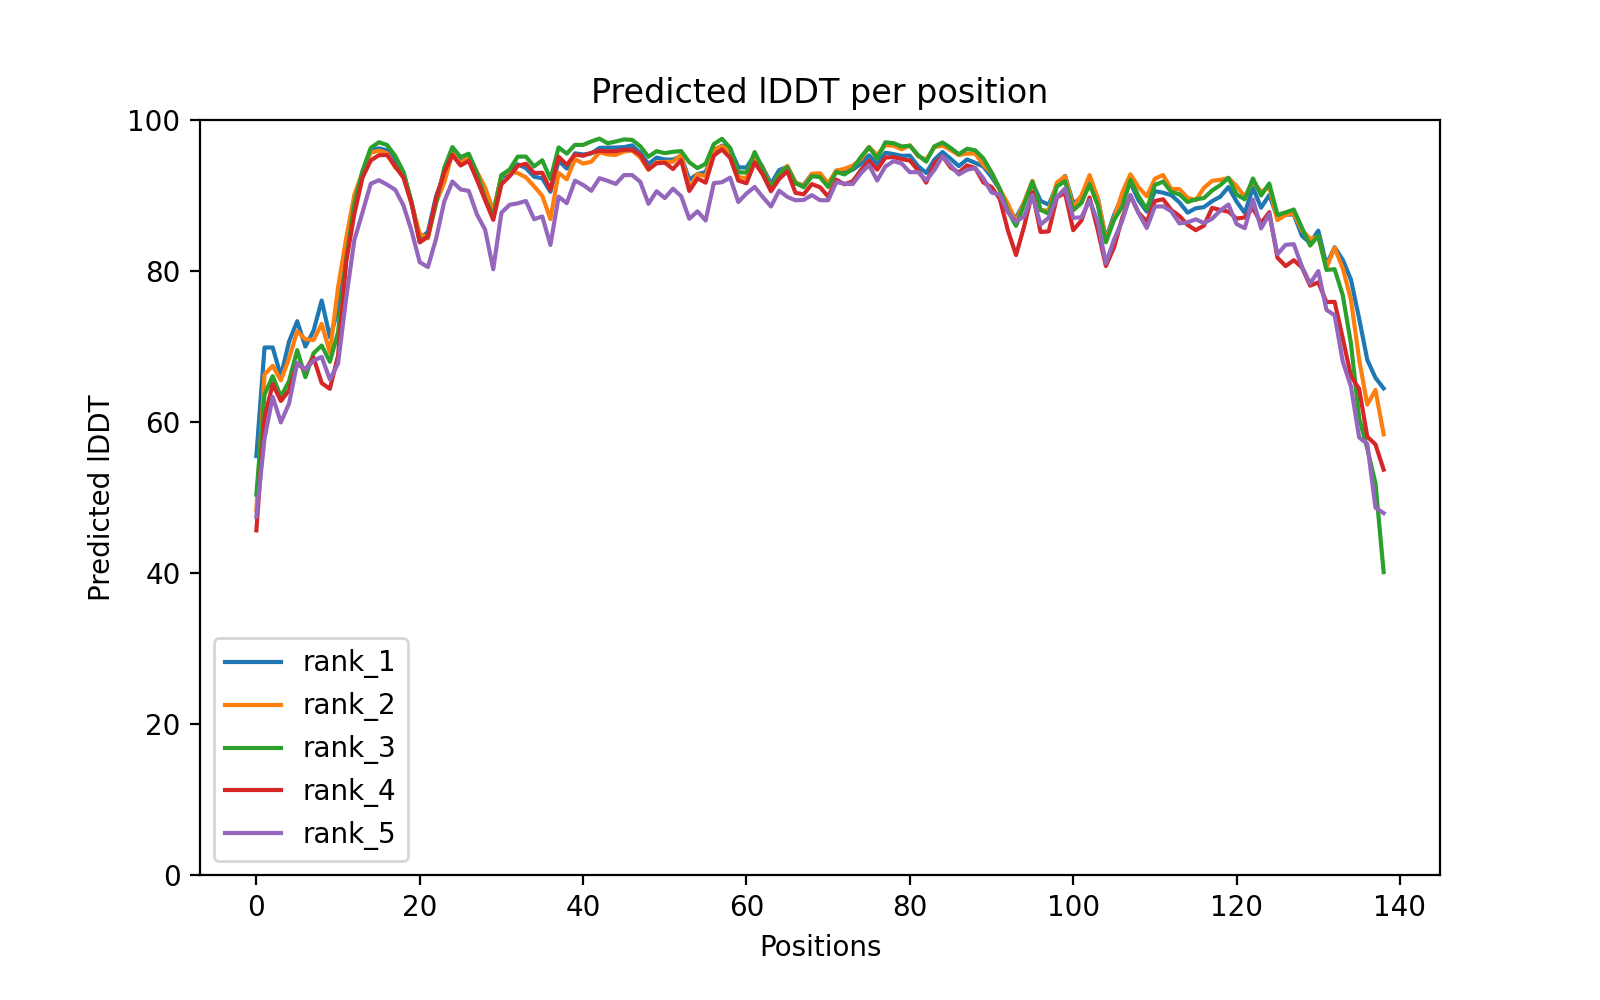 Predicted lDDT per position
100
80
60
40
20
0
Predicted lDDT
rank_1
rank_2
rank_3
rank_4
rank_5
0 20 40 60 80 100 120 140
Positions